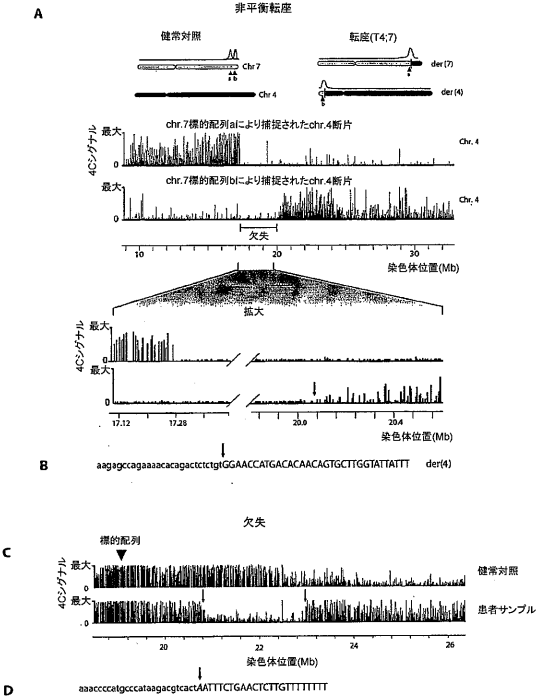 非平衡転座
A
健常対照
転座(T4;7)
Chr 7
a b
a
der(7)
Chr 4
b
der(4)
chr.7標的配列aにより捕捉されたchr.4断片
最大
Chr. 4
0
chr.7標的配列bにより捕捉されたchr.4断片
最大
Chr. 4
0
4Cシグナル
欠失
10 20 30
染色体位置(Mb)
拡大
最大
0
最大
0
4Cシグナル
17.12 17.28 20.0 20.4
染色体位置(Mb)
B
aagagccagaaaacacagactctctgtGGAACCATGACACAACAGTGCTTGGTATTATTT der(4)
欠失
C
標的配列
最大
健常対照
0
最大
患者サンプル
0
4Cシグナル
20 22 24 26
染色体位置(Mb)
D
aaaccccatgcccataagacgtcactAATTTCTGAACTCTTGTTTTTTTT